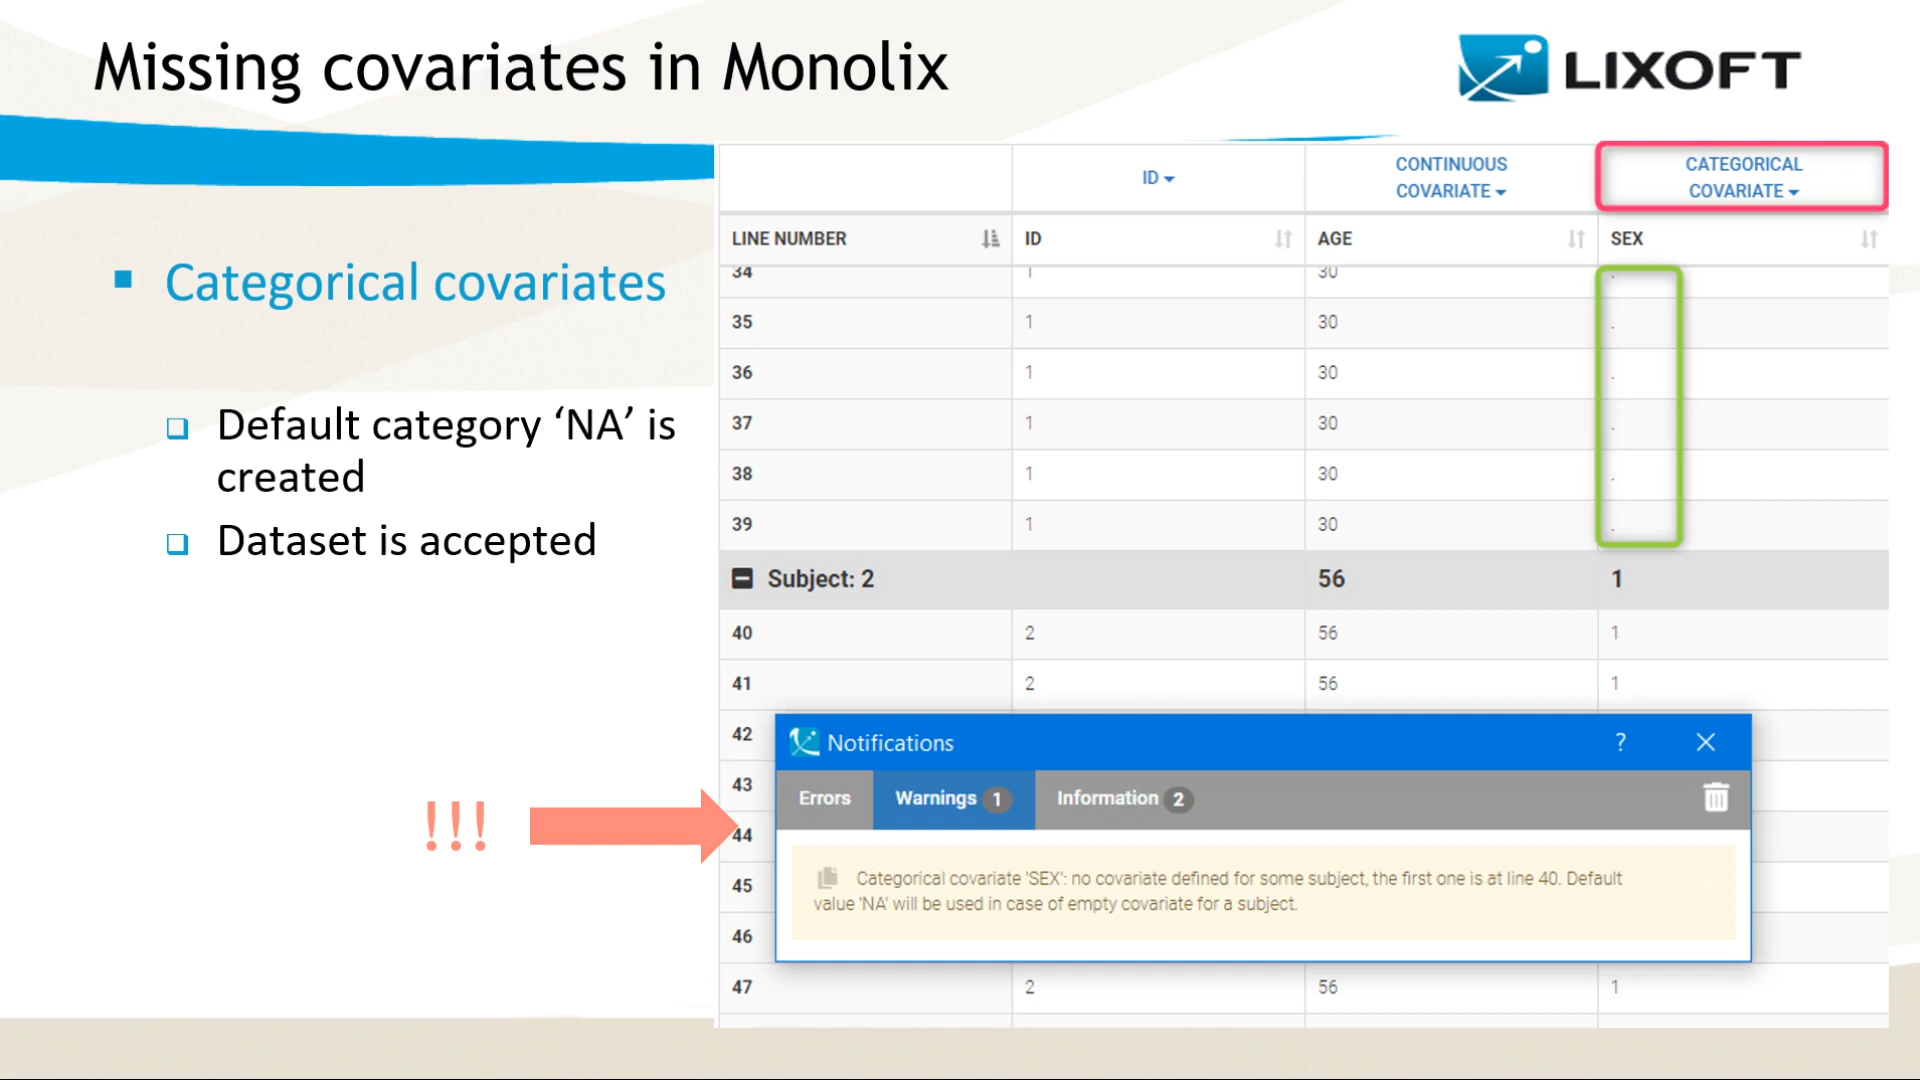 Missing covariates in Monolix
LIXOFT
Categorical covariates
Default category ‘NA’ is
created
Dataset is accepted
!!!
ID
CONTINUOUS
COVARIATE
CATEGORICAL
COVARIATE
LINE NUMBER ID AGE SEX
34 1 30 .
35 1 30 .
36 1 30 .
37 1 30 .
38 1 30 .
39 1 30 .
Subject: 2 56 1
40 2 56 1
41 2 56 1
42
43
44
45
46
47 2 56 1
Notifications ?
Errors Warnings 1 Information 2
Categorical covariate 'SEX': no covariate defined for some subject, the first one is at line 40. Default
value 'NA' will be used in case of empty covariate for a subject.